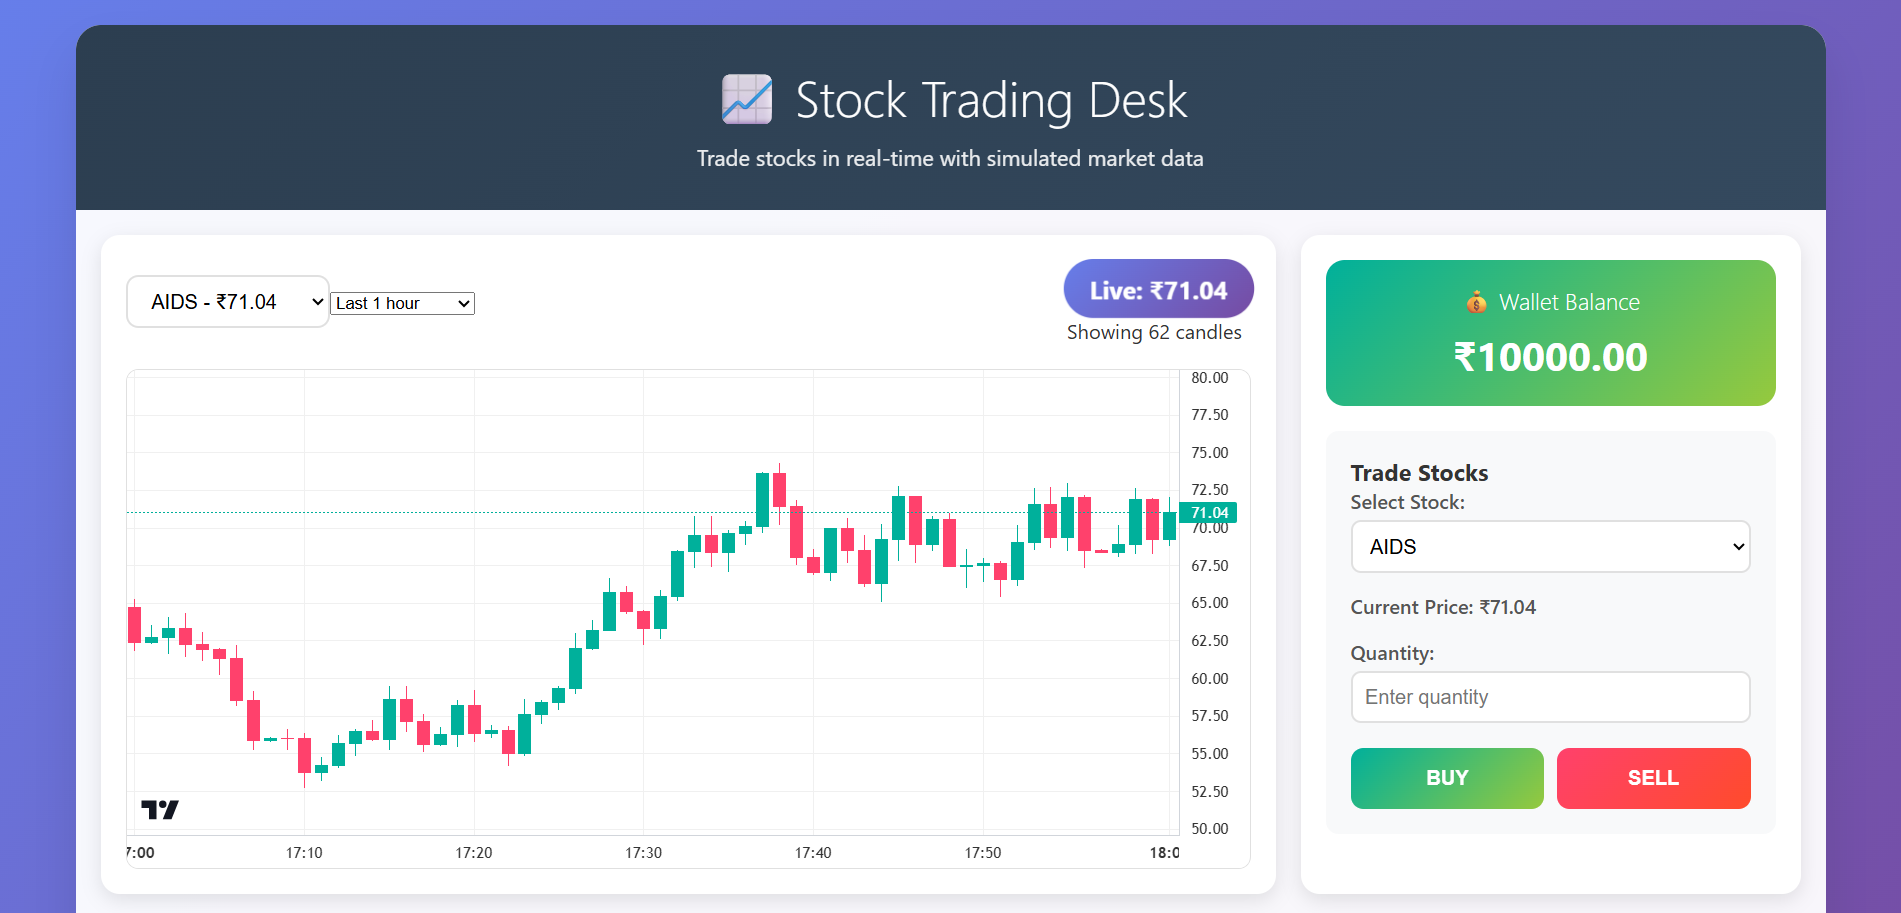 Stock Trading Desk
Trade stocks in real-time with simulated market data
AIDS - ₹71.04
Last 1 hour
Live: ₹71.04
Showing 62 candles
80.00
77.50
75.00
72.50
71.04
70.00
67.50
65.00
62.50
60.00
57.50
55.00
52.50
50.00
7:00 17:10 17:20 17:30 17:40 17:50 18:0
Wallet Balance
₹10000.00
Trade Stocks
Select Stock:
AIDS
Current Price: ₹71.04
Quantity:
Enter quantity
BUY SELL